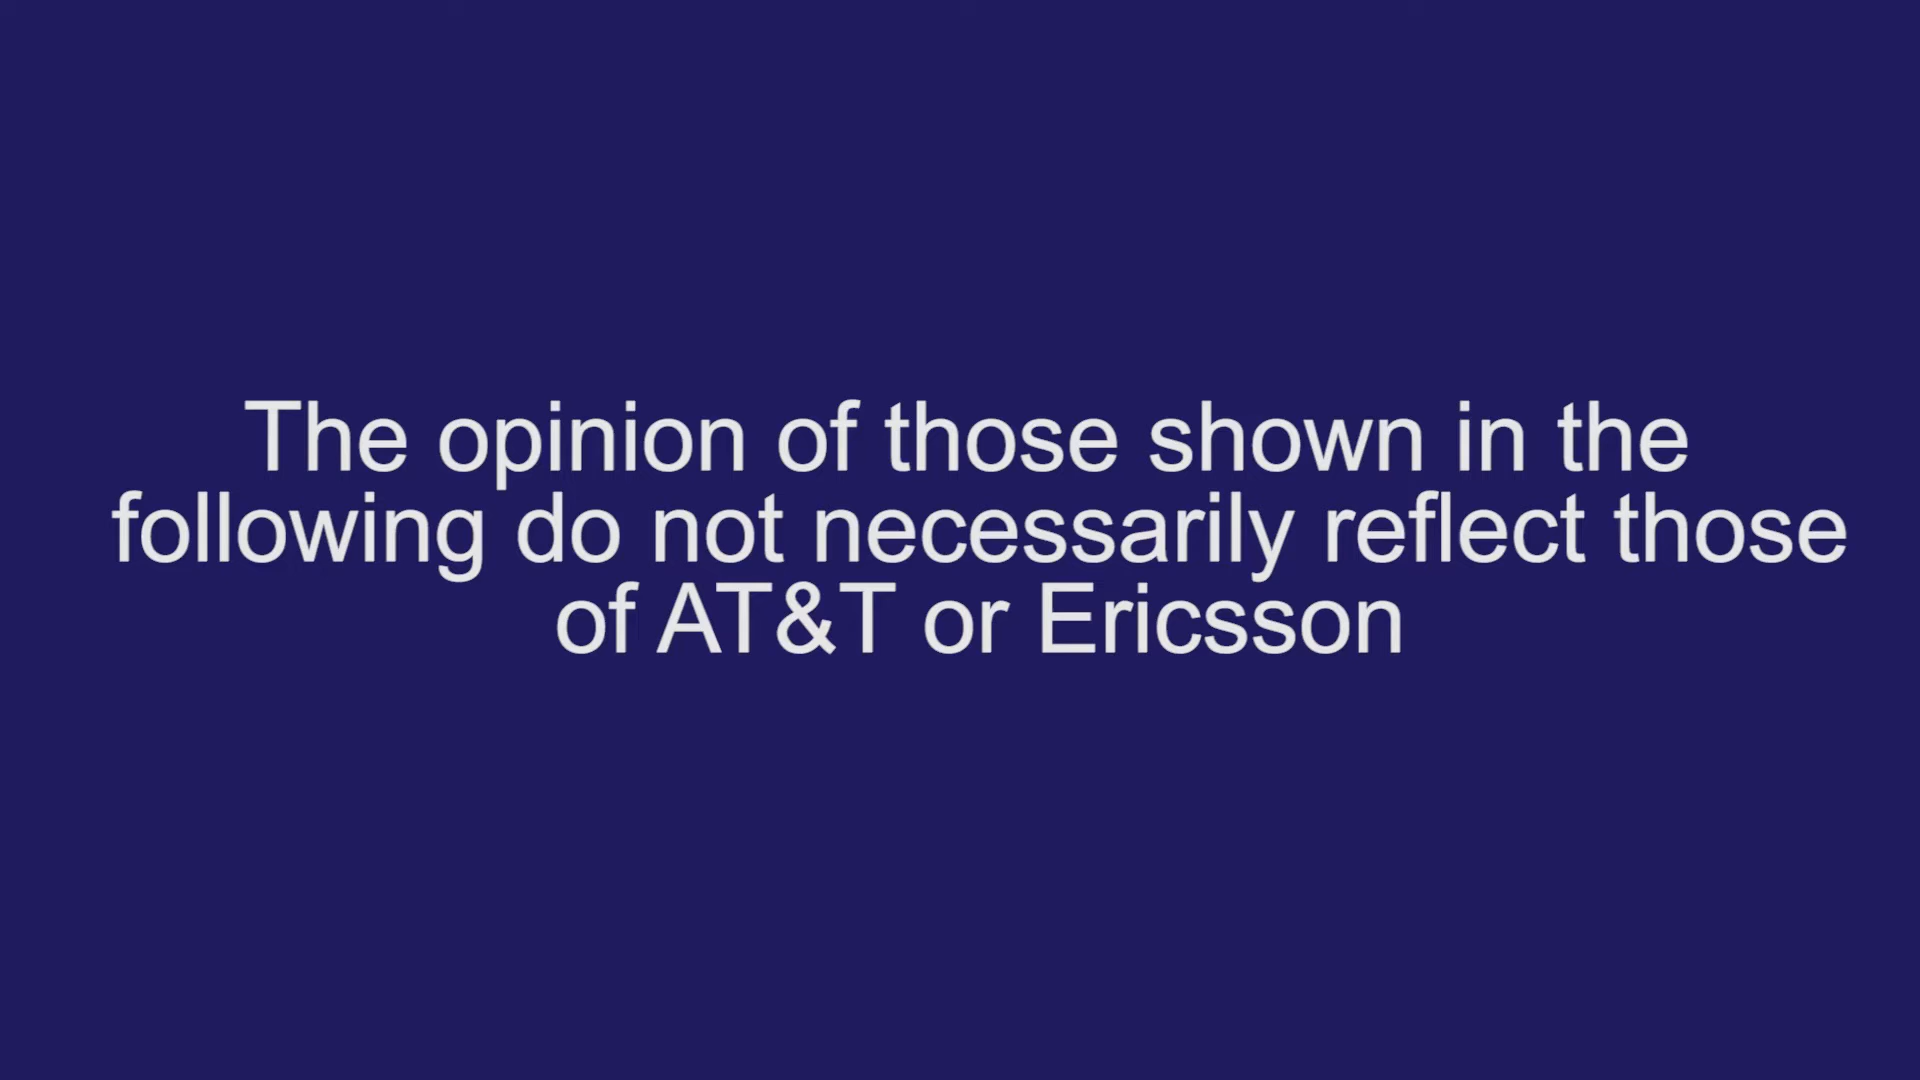 The opinion of those shown in the
following do not necessarily reflect those
of AT&T or Ericsson